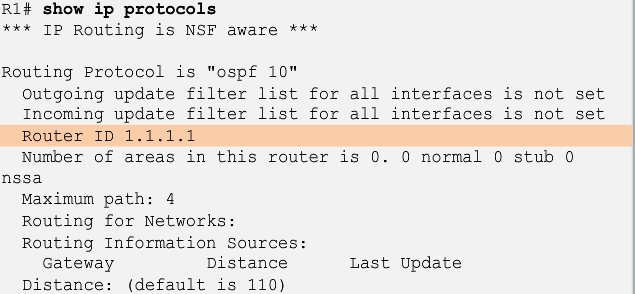 R1# show ip protocols
*** IP Routing is NSF aware ***
Routing Protocol is "ospf 10"
Outgoing update filter list for all interfaces is not set
Incoming update filter list for all interfaces is not set
Router ID 1.1.1.1
Number of areas in this router is 0. 0 normal 0 stub 0
nssa
Maximum path: 4
Routing for Networks:
Routing Information Sources:
Gateway Distance Last Update
Distance: (default is 110)